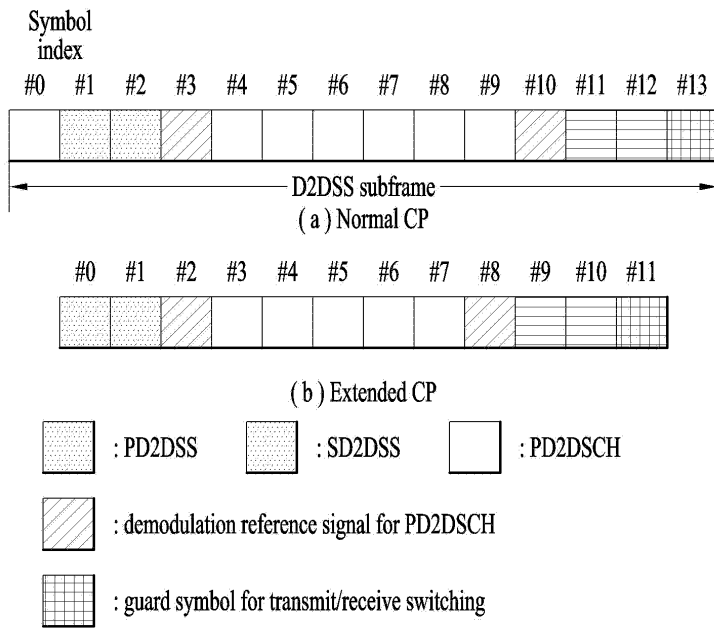 Symbol
index
#0 #1 #2 #3 #4 #5 #6 #7 #8 #9 #10 #11 #12 #13
D2DSS subframe
( a ) Normal CP
#0 #1 #2 #3 #4 #5 #6 #7 #8 #9 #10 #11
( b ) Extended CP
: PD2DSS : SD2DSS : PD2DSCH
: demodulation reference signal for PD2DSCH
: guard symbol for transmit/receive switching